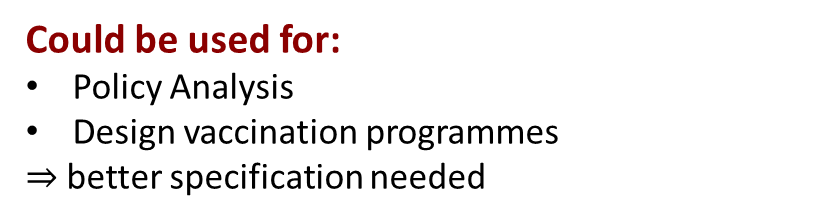 Could be used for:
• Policy Analysis
• Design vaccination programmes
⇒ better specification needed